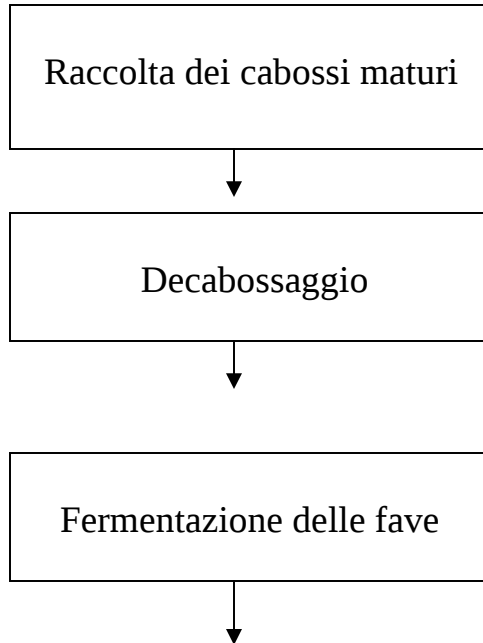 Raccolta dei cabossi maturi
Decabossaggio
Fermentazione delle fave